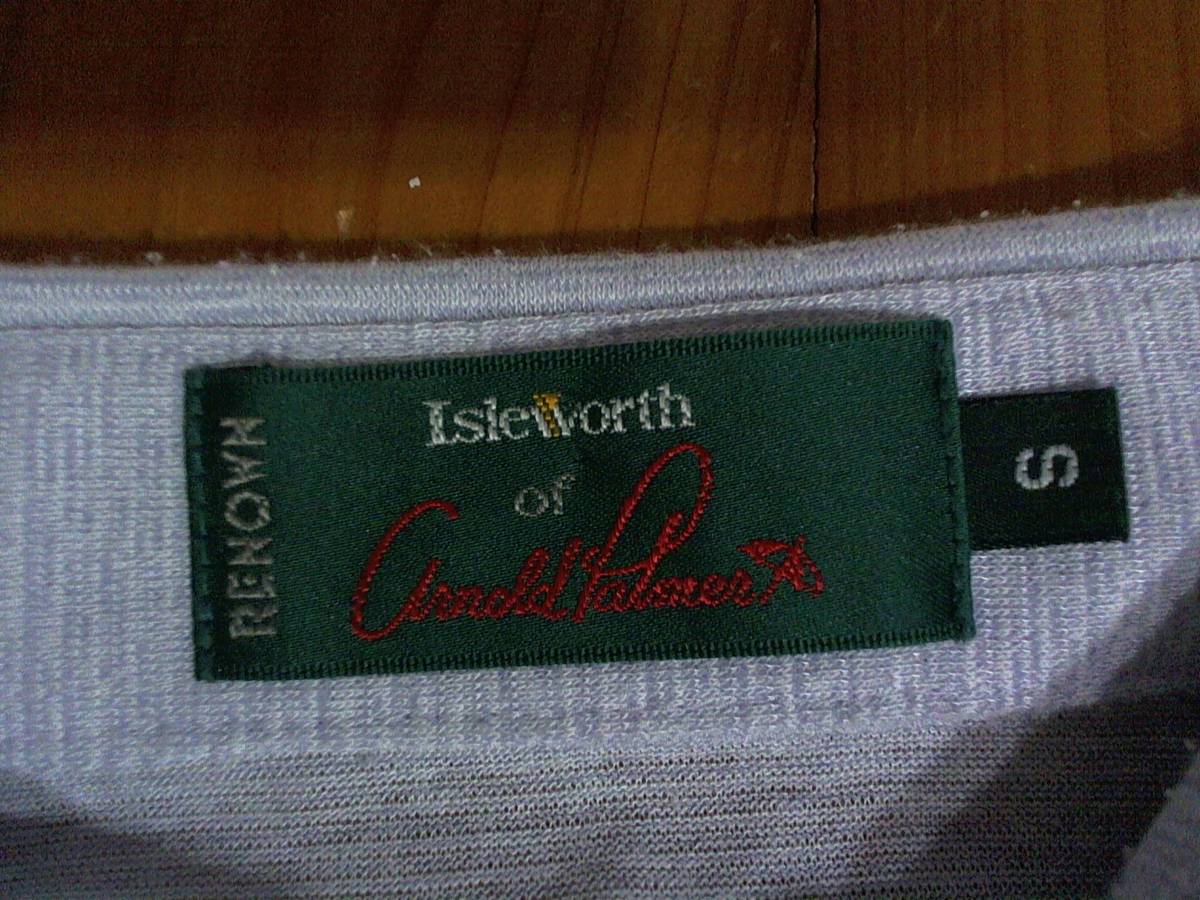 RENOWN
IsleWorth
of
Arnold Palmer
S